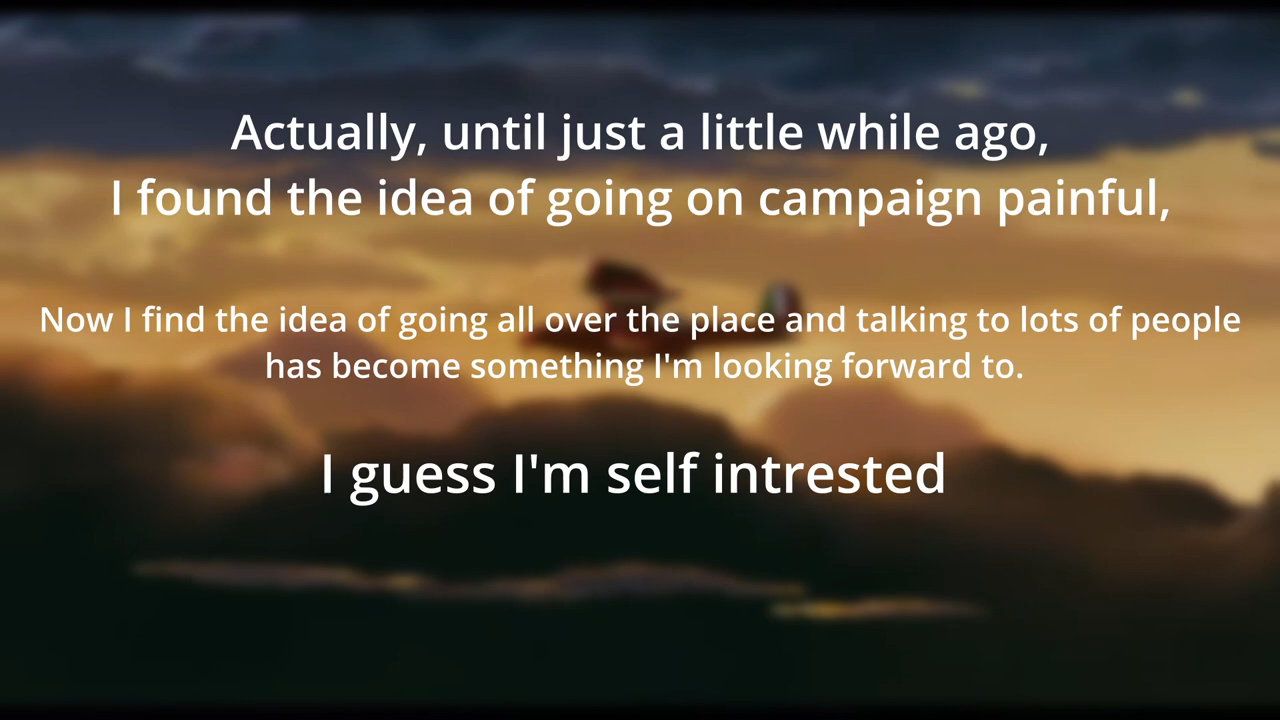 Actually, until just a little while ago,
I found the idea of going on campaign painful,
Now I find the idea of going all over the place and talking to lots of people
has become something I'm looking forward to.
I guess I'm self intrested